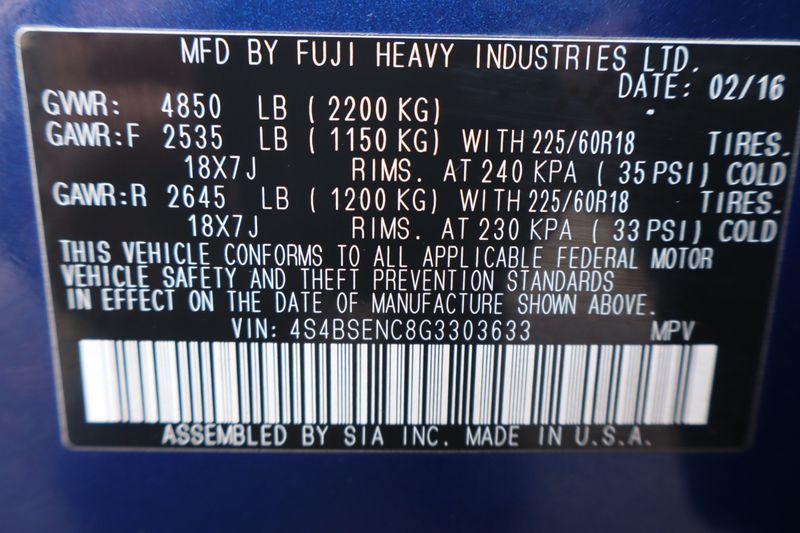 MFD BY FUJI HEAVY INDUSTRIES LTD.
DATE: 02/16
GVWR: 4850 LB ( 2200 KG)
GAWR:F 2535 LB ( 1150 KG) WITH 225/60R18 TIRES.
18X7J RIMS. AT 240 KPA ( 35 PSI) COLD
GAWR:R 2645 LB ( 1200 KG) WITH 225/60R18 TIRES.
18X7J RIMS. AT 230 KPA ( 33 PSI) COLD
THIS VEHICLE CONFORMS TO ALL APPLICABLE FEDERAL MOTOR
VEHICLE SAFETY AND THEFT PREVENTION STANDARDS
IN EFFECT ON THE DATE OF MANUFACTURE SHOWN ABOVE.
VIN: 4S4BSENC8G3303633 MPV
ASSEMBLED BY SIA INC. MADE IN U.S.A.